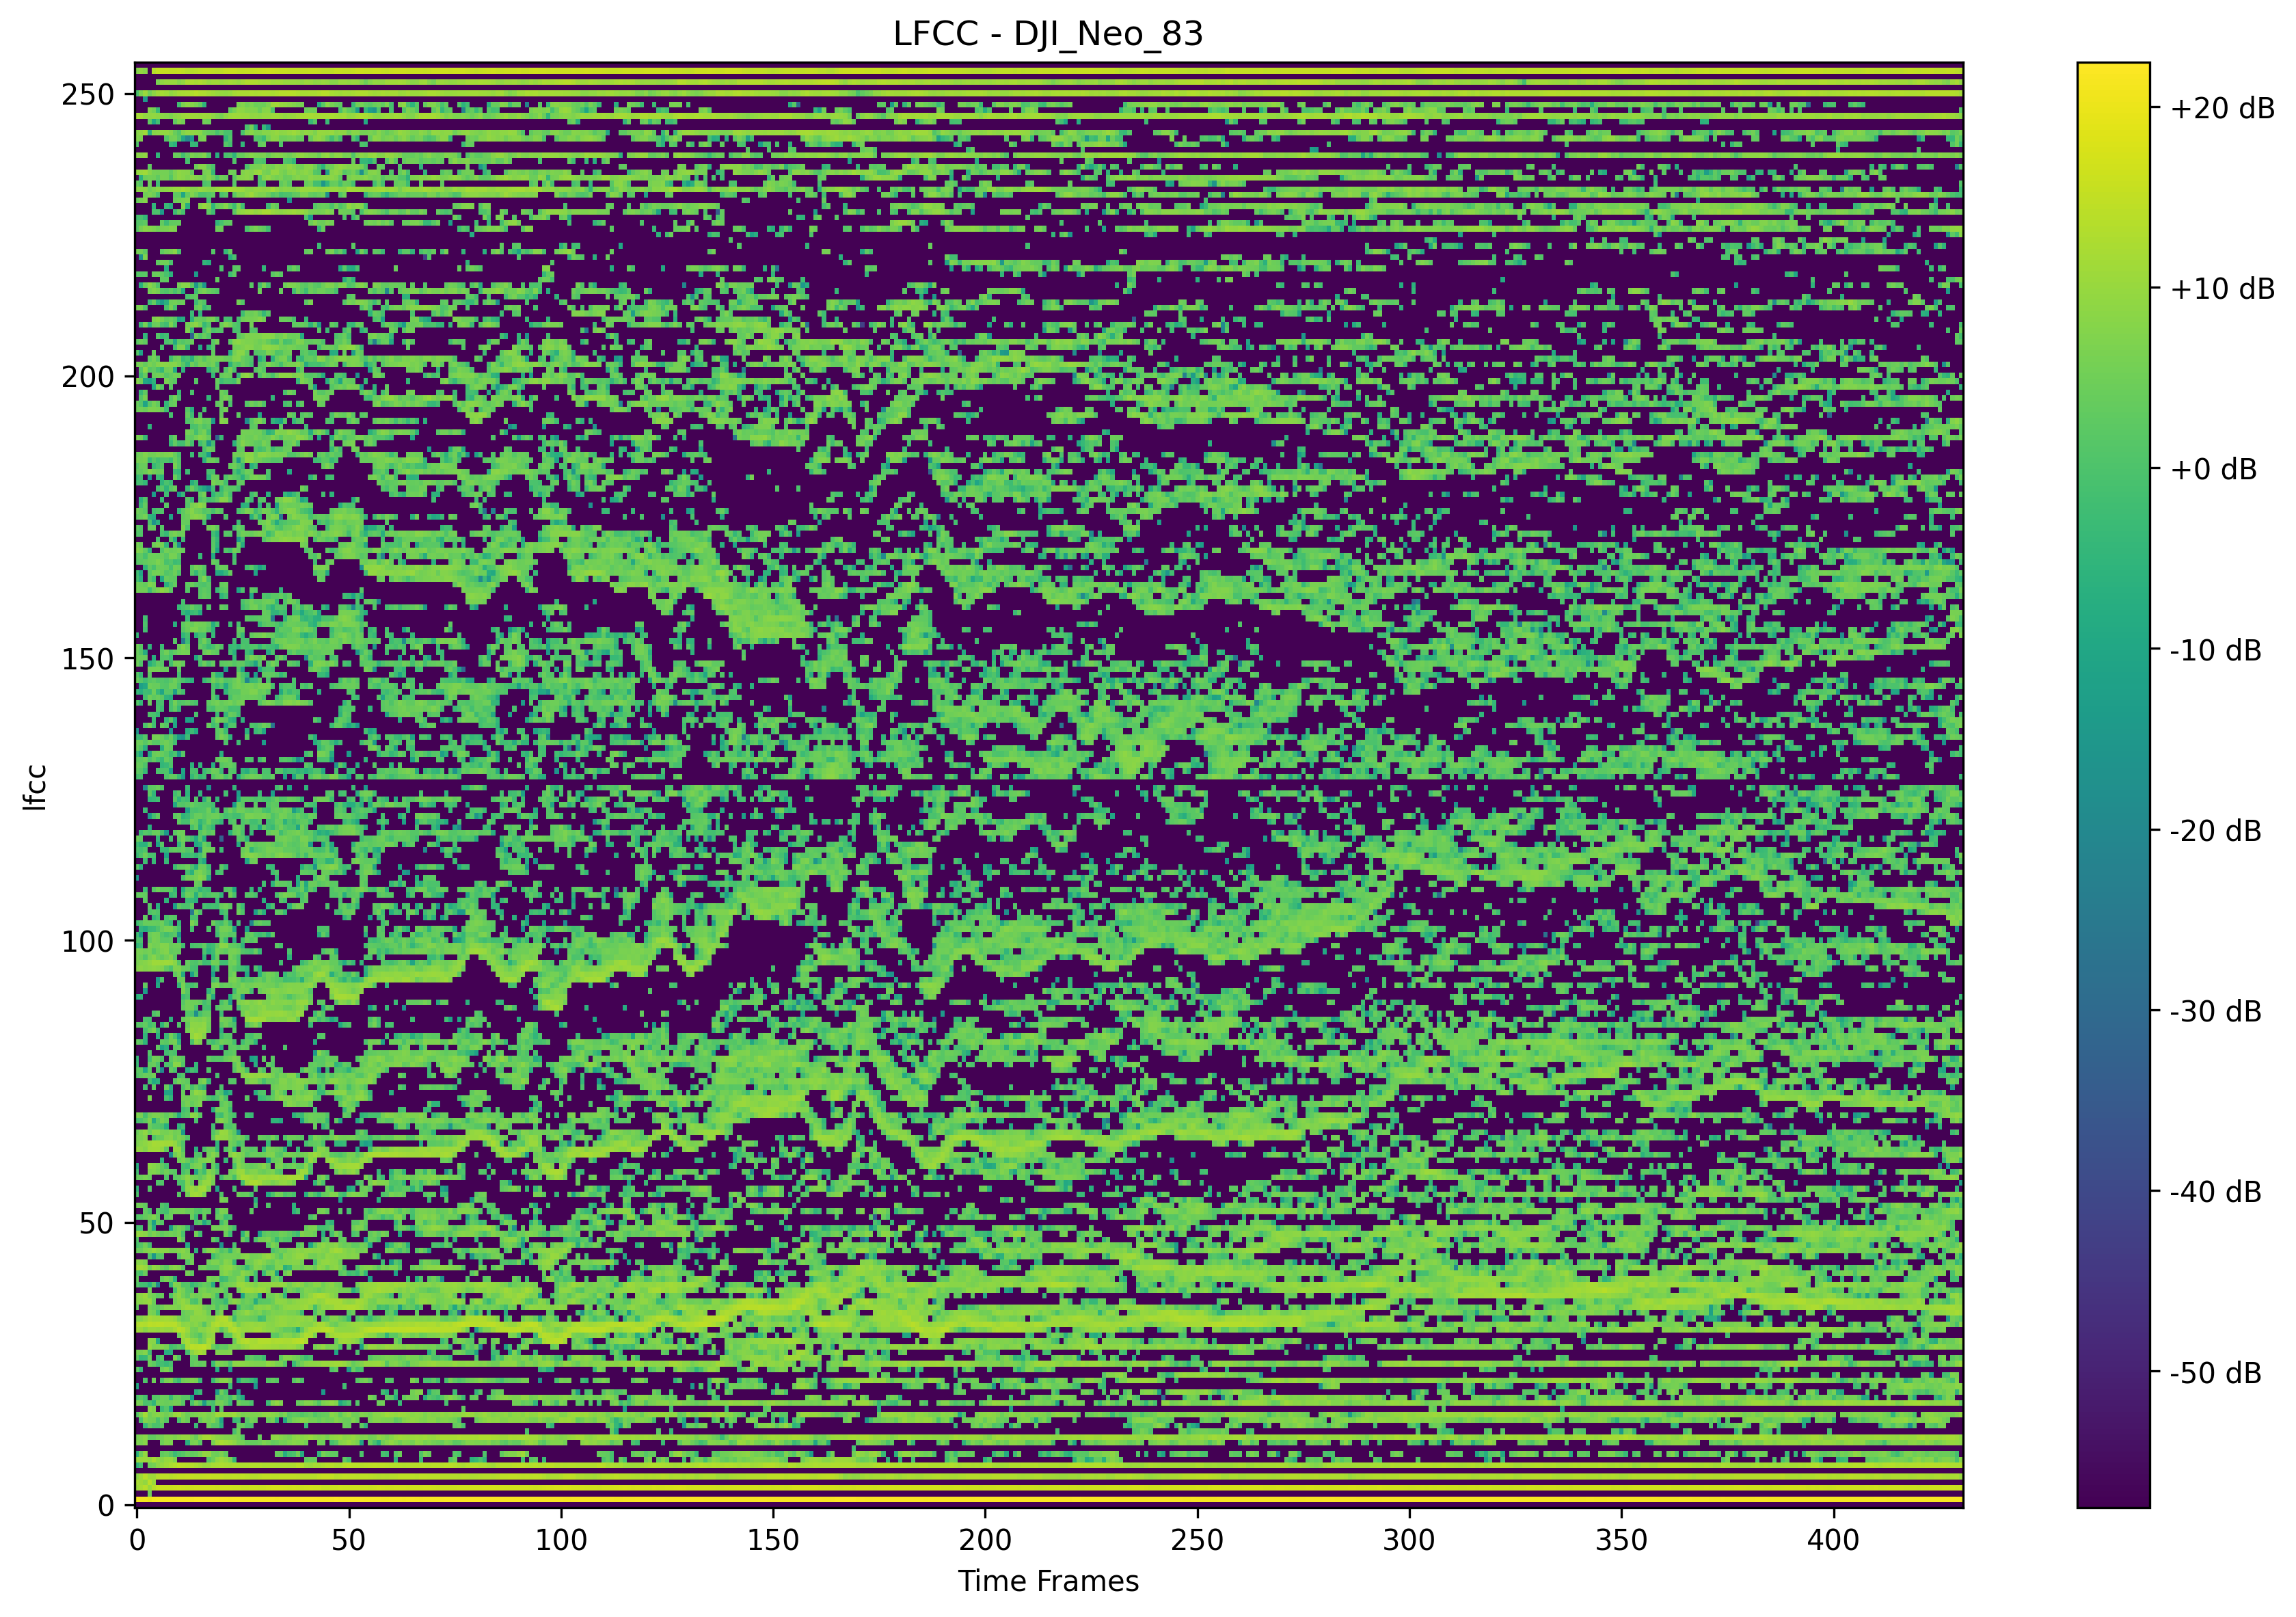 LFCC - DJI_Neo_83
lfcc
250
200
150
100
50
0
0 50 100 150 200 250 300 350 400
Time Frames
+20 dB
+10 dB
+0 dB
-10 dB
-20 dB
-30 dB
-40 dB
-50 dB